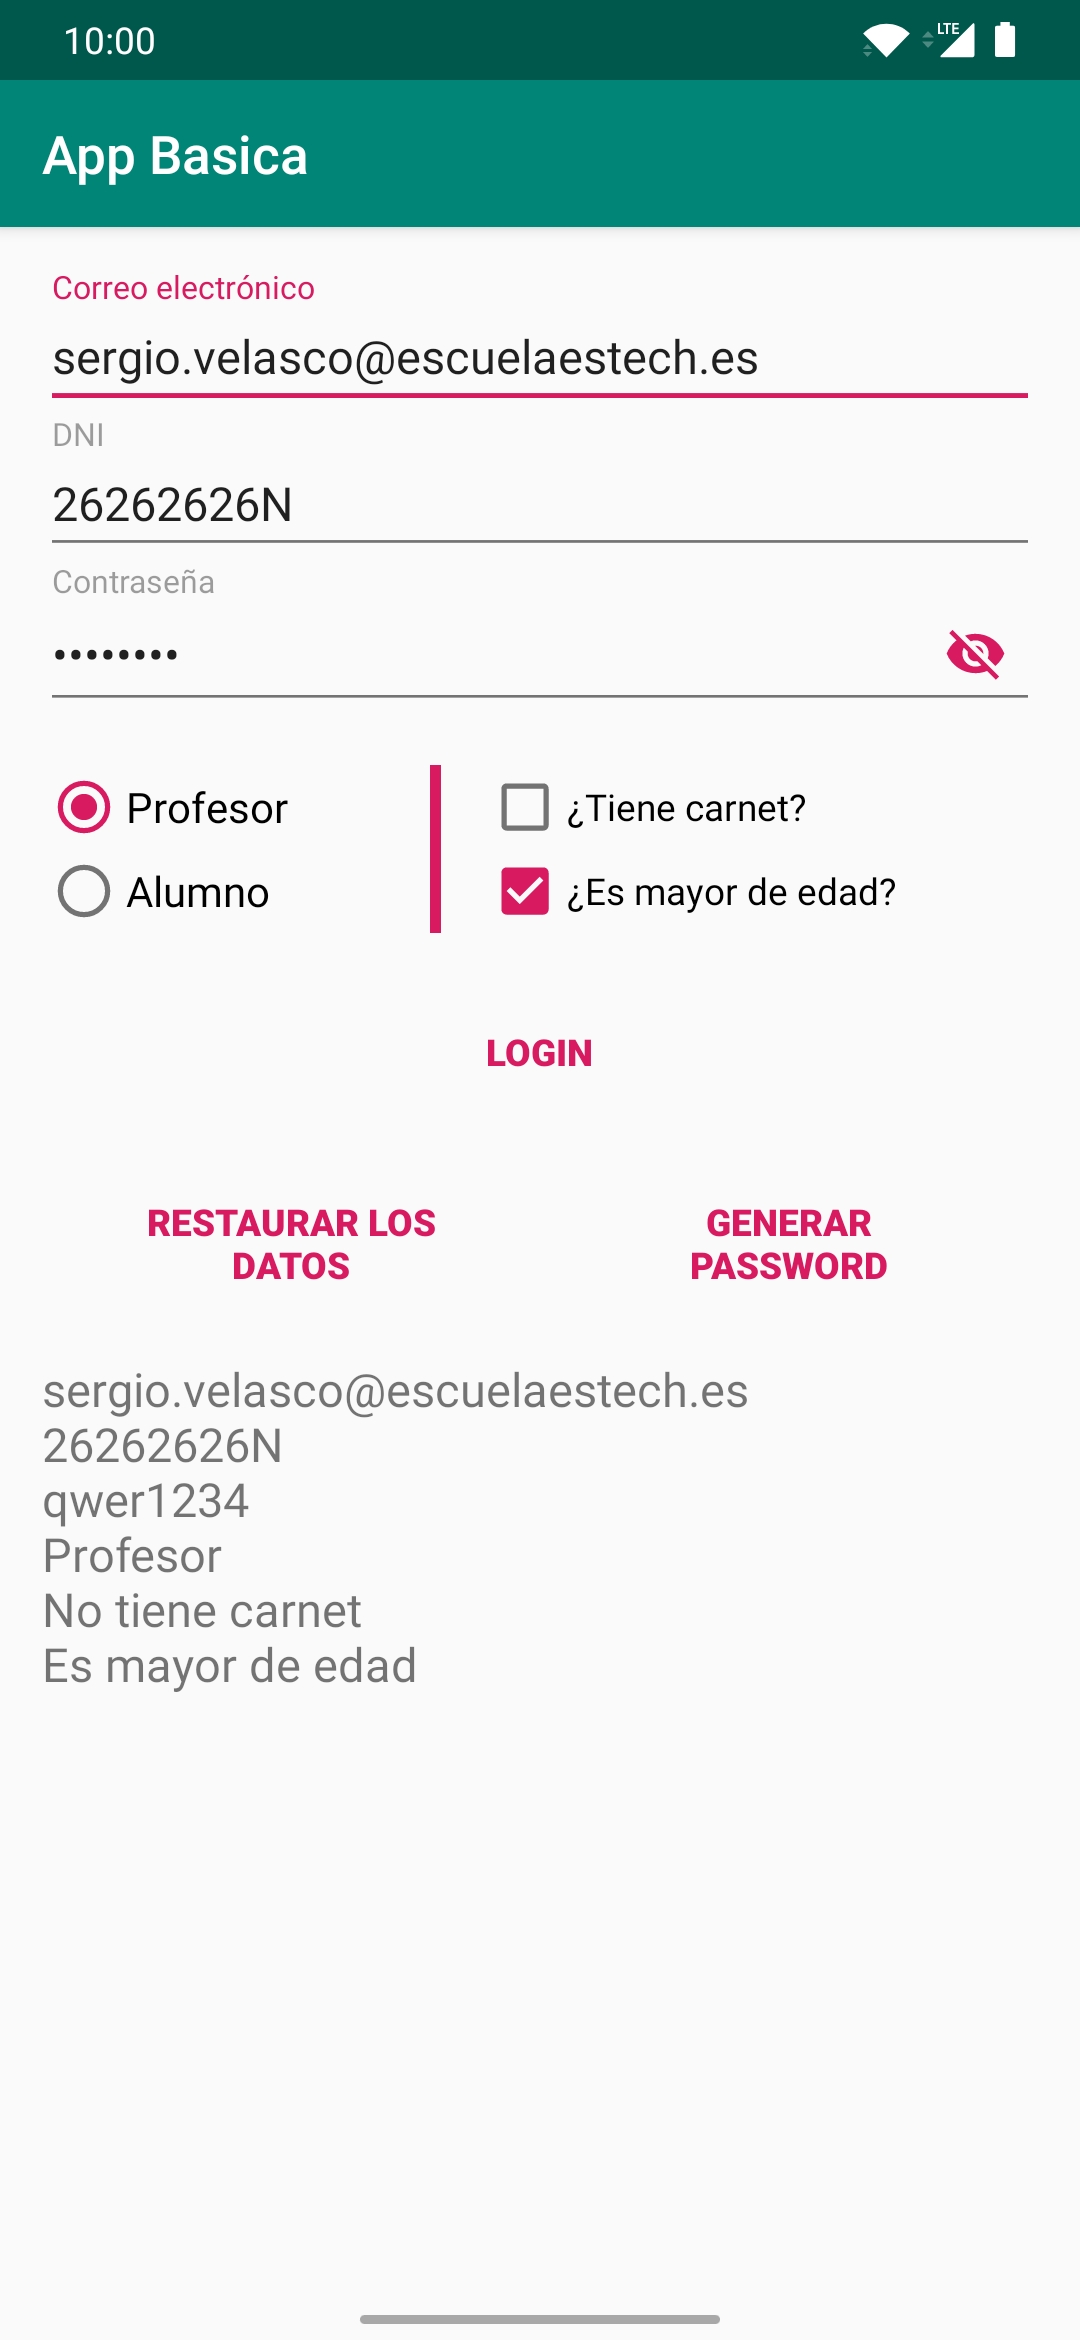 10:00
LTE
App Basica
Correo electrónico
sergio.velasco@escuelaestech.es
DNI
26262626N
Contraseña
••••••••
Profesor
¿Tiene carnet?
Alumno
¿Es mayor de edad?
LOGIN
RESTAURAR LOS
DATOS
GENERAR
PASSWORD
sergio.velasco@escuelaestech.es
26262626N
qwer1234
Profesor
No tiene carnet
Es mayor de edad